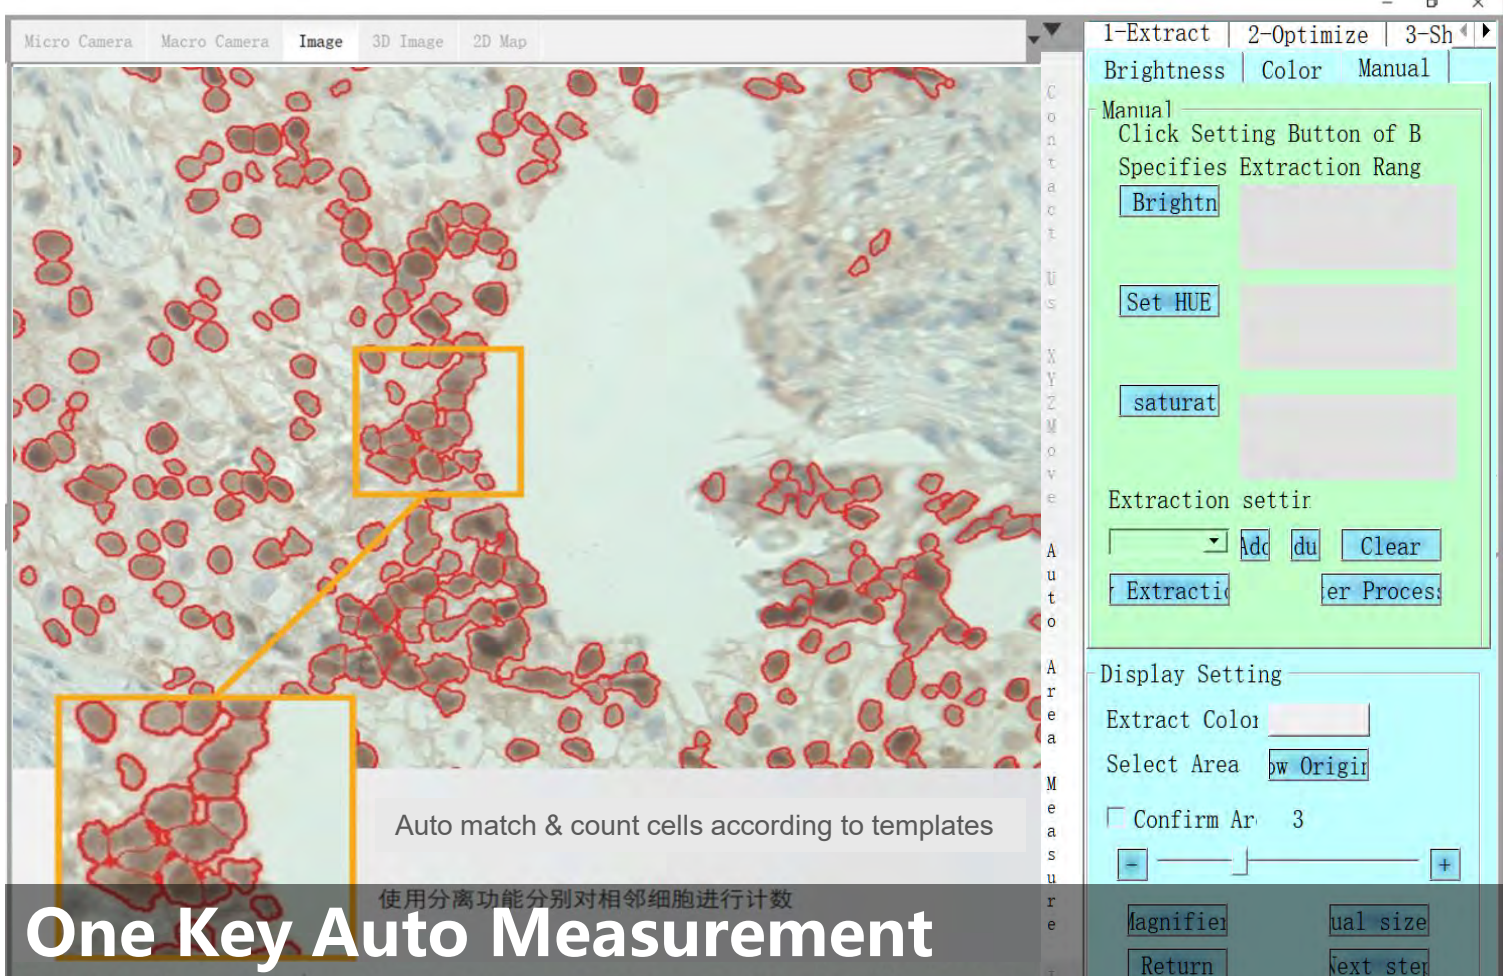 Micro Camera Macro Camera Image 3D Image 2D Map
1-Extract 2-Optimize 3-Sh
Brightness Color Manual
Manual
Click Setting Button of B
Specifies Extraction Rang
Brightn
Set HUE
saturat
Extraction settin
Add du Clear
Extractio er Process
Display Setting
Extract Color
Select Area ow Origin
Confirm Ar 3
- +
Magnifier ual size
Return Next step
Contact Us XYZ Move Auto Area Measure
Auto match & count cells according to templates
使用分离功能分别对相邻细胞进行计数
One Key Auto Measurement